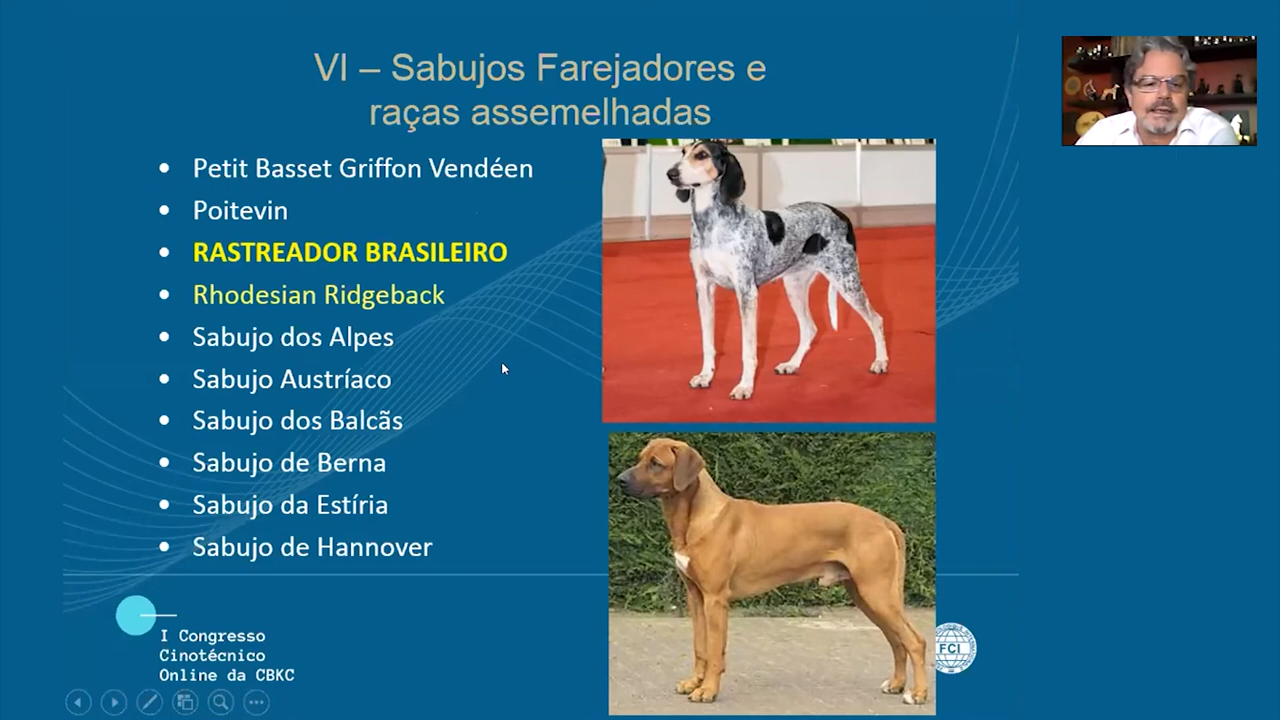 VI – Sabujos Farejadores e
raças assemelhadas
• Petit Basset Griffon Vendéen
• Poitevin
• RASTREADOR BRASILEIRO
• Rhodesian Ridgeback
• Sabujo dos Alpes
• Sabujo Austríaco
• Sabujo dos Balcãs
• Sabujo de Berna
• Sabujo da Estíria
• Sabujo de Hannover
I Congresso
Cinotécnico
Online da CBKC
FCI